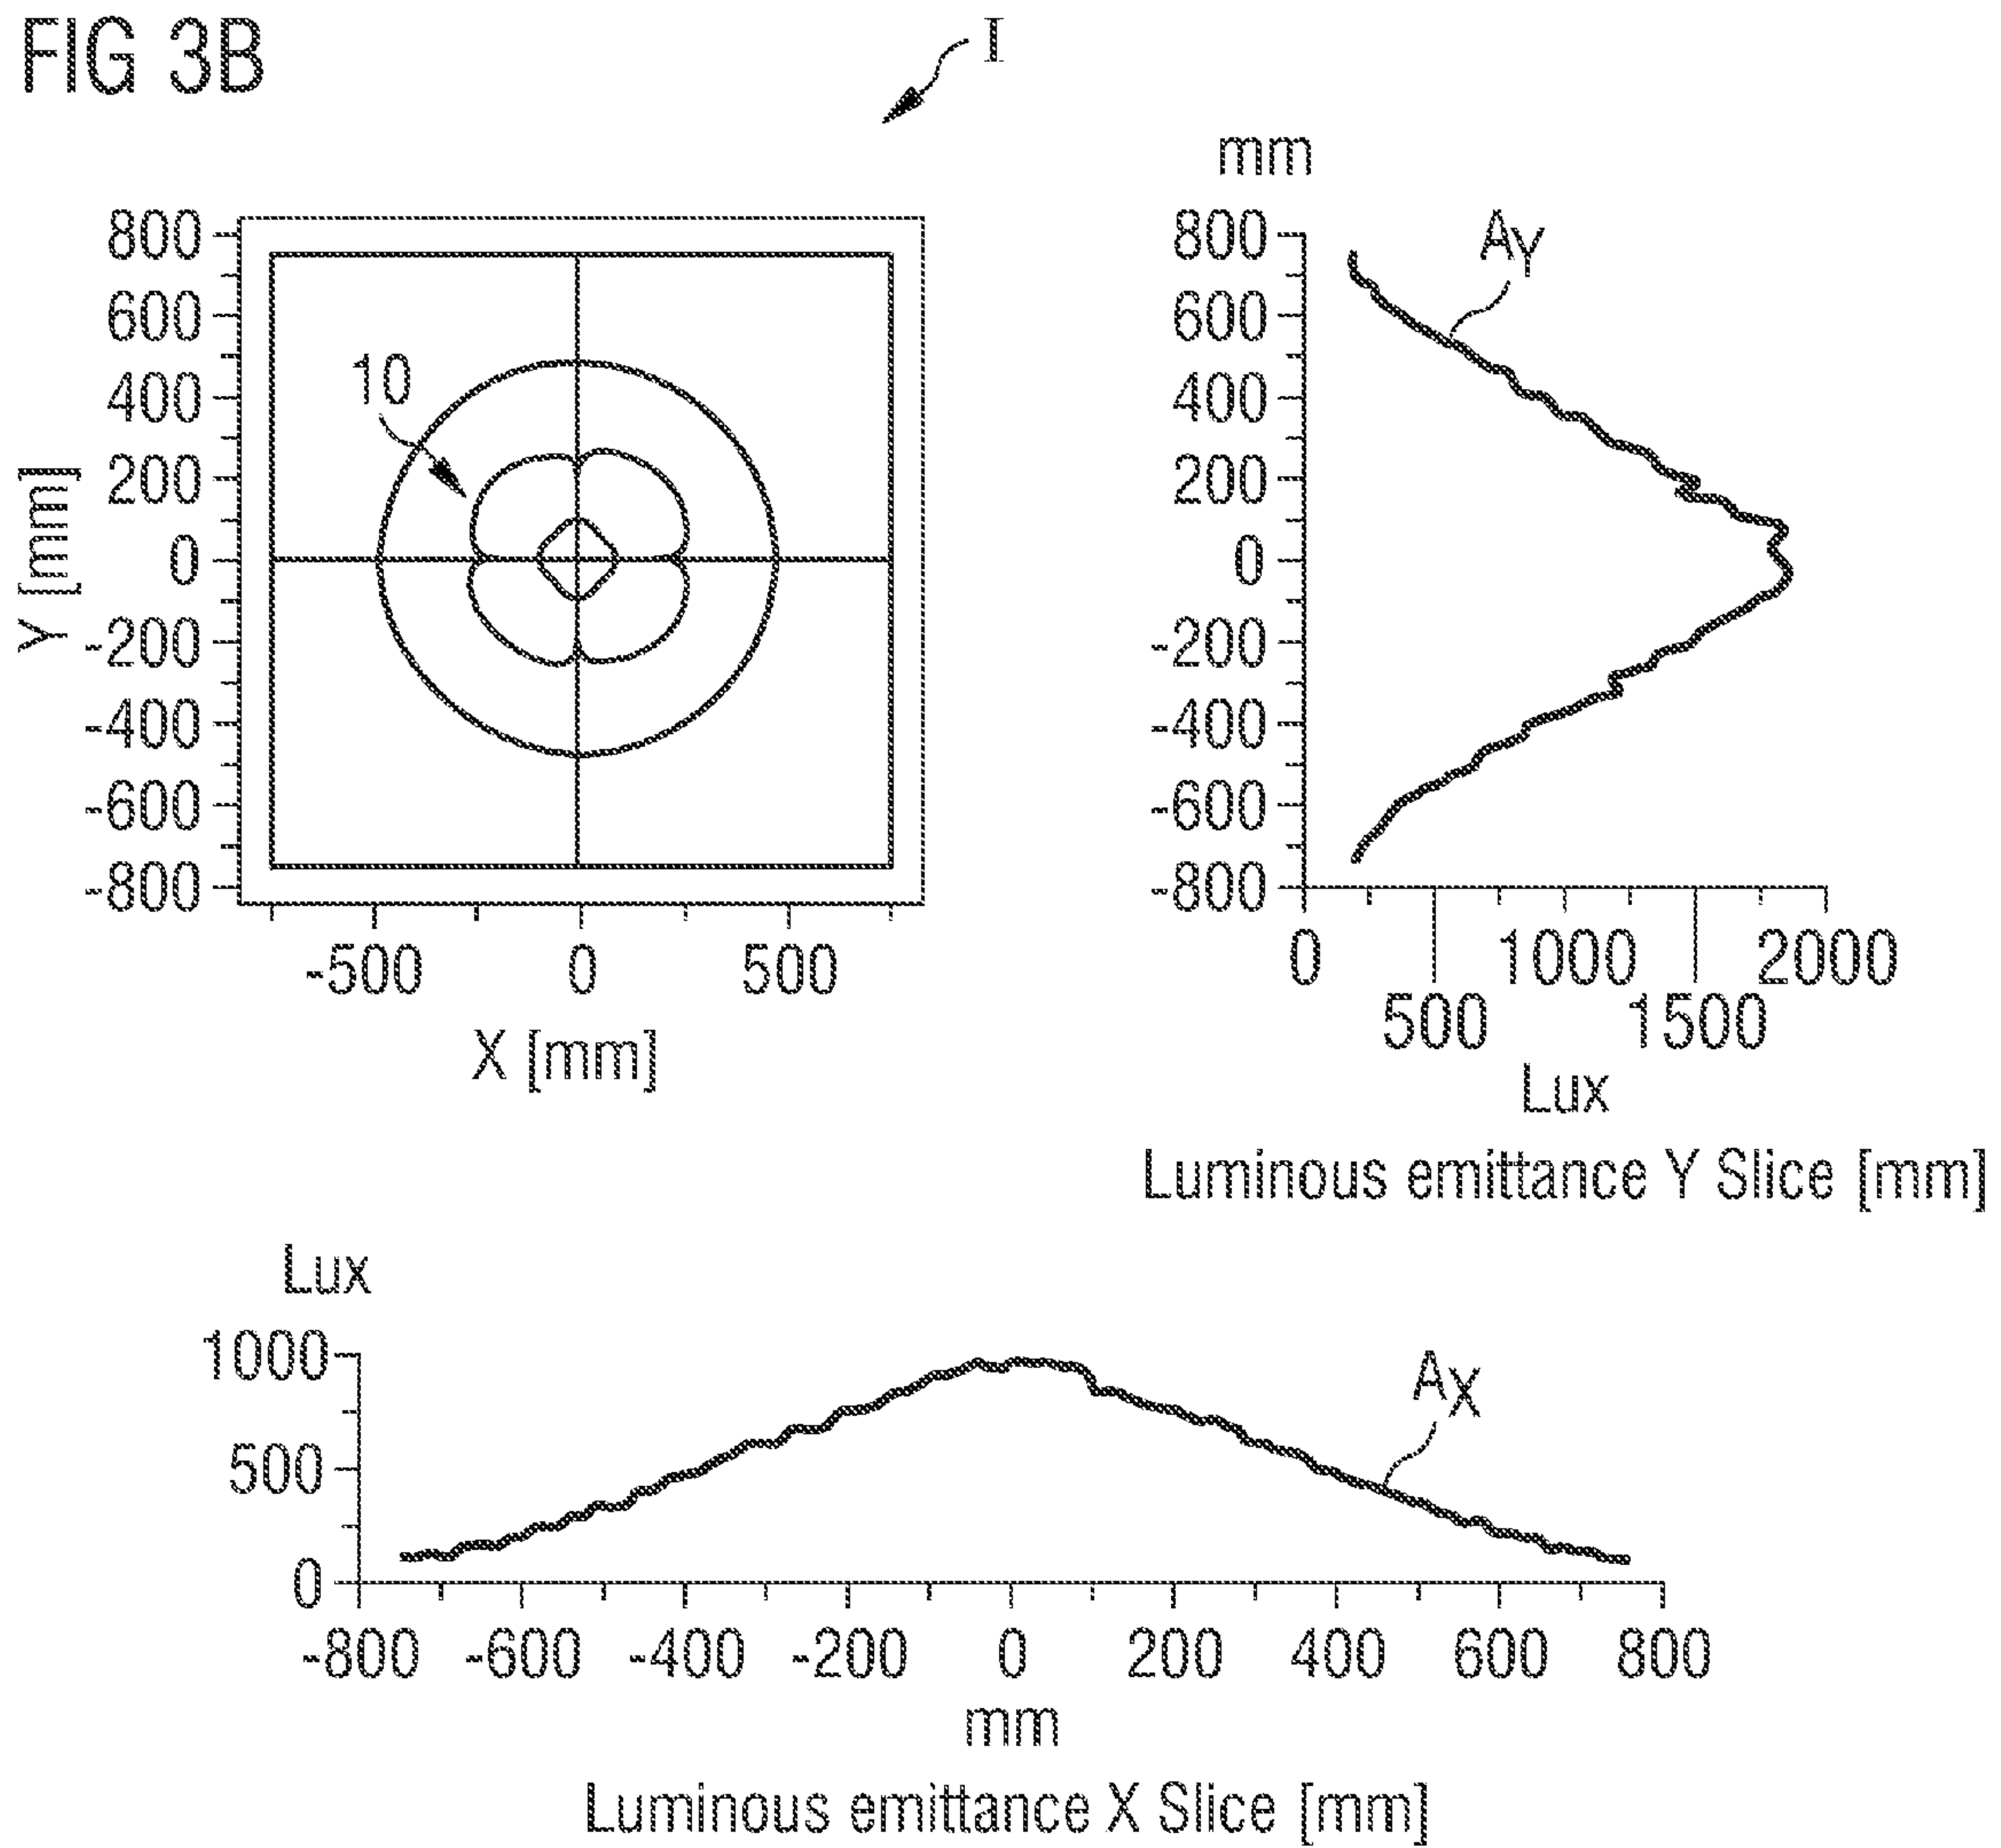 FIG 3B
I
800
600
400
200
0
-200
-400
-600
-800
Y [mm]
10
-500 0 500
X [mm]
mm
800
600
400
200
0
-200
-400
-600
-800
AY
0 1000 2000
500 1500
Lux
Luminous emittance Y Slice [mm]
Lux
1000
500
0
AX
-800 -600 -400 -200 0 200 400 600 800
mm
Luminous emittance X Slice [mm]